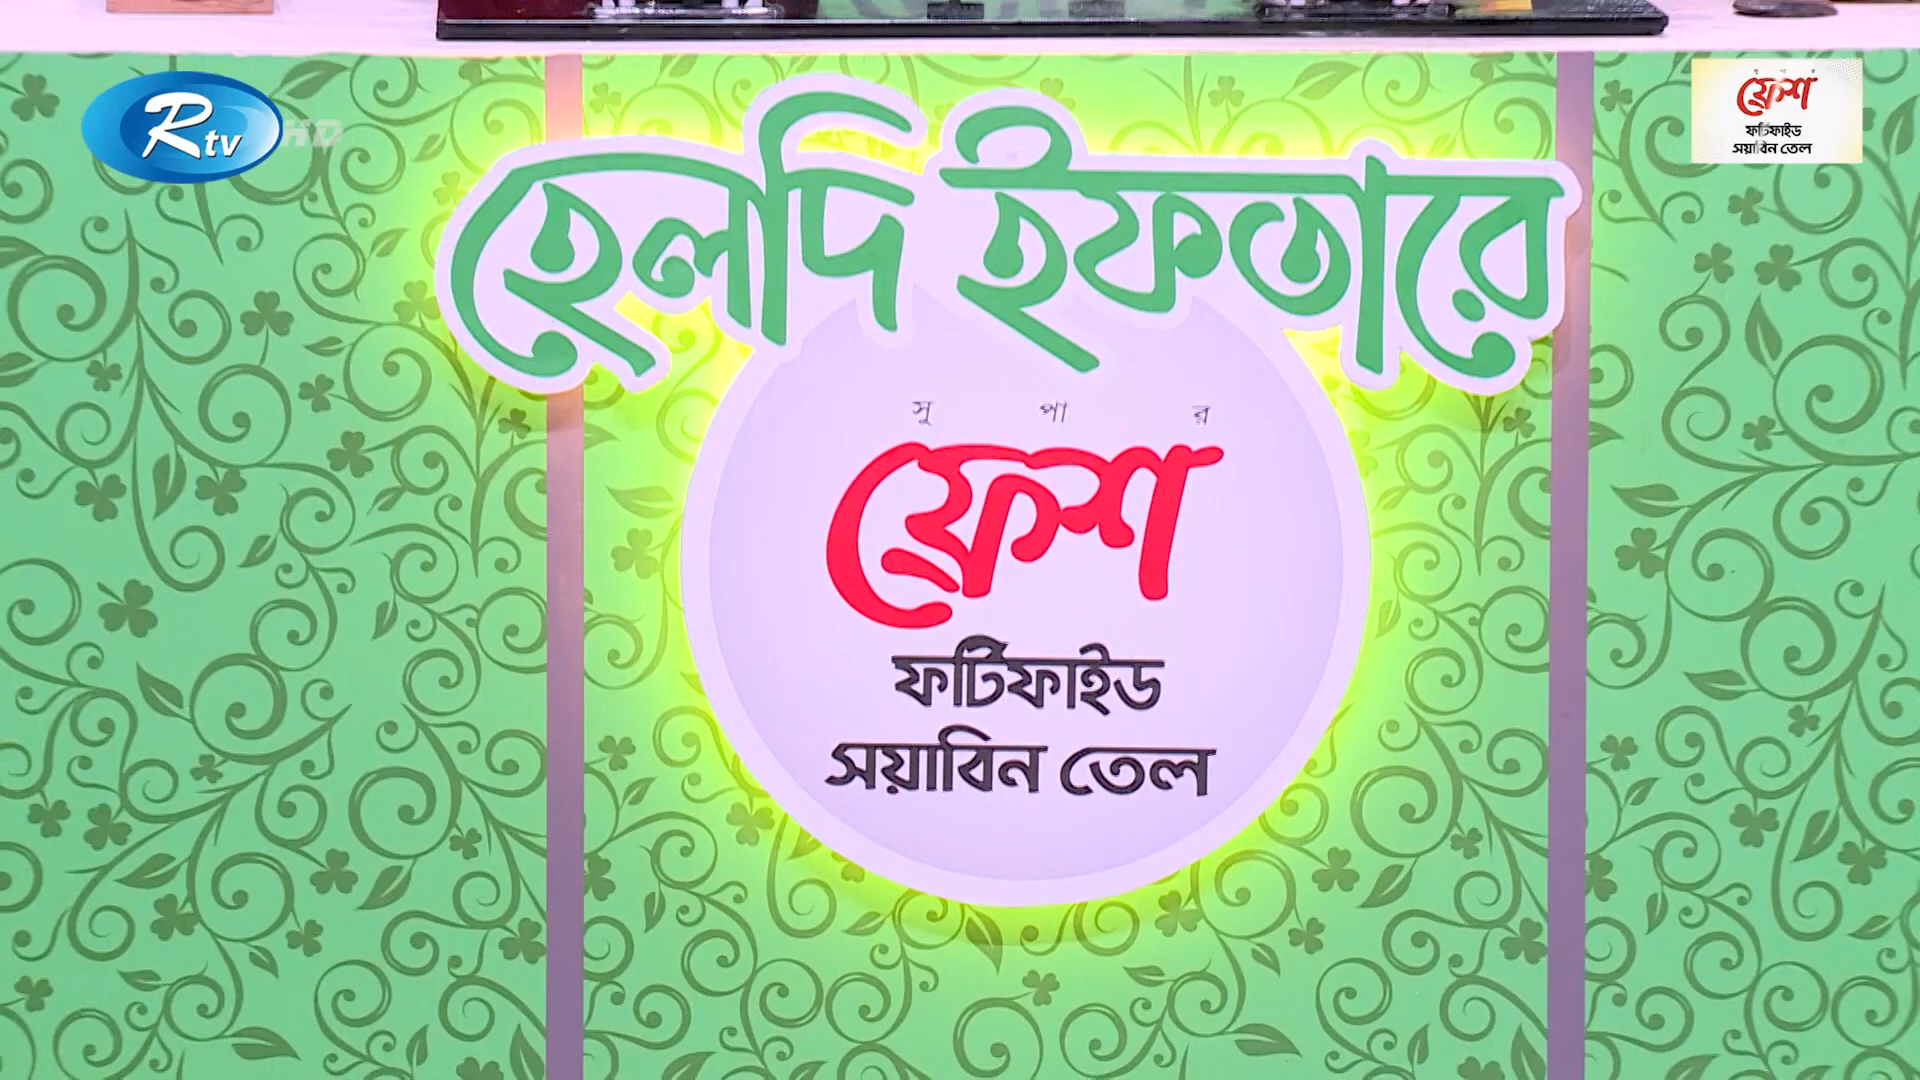 Rtv HD
হেলদি ইফতারে
সুপার
ফ্রেশ
ফর্টিফাইড
সয়াবিন তেল
সুপার
ফ্রেশ
ফর্টিফাইড
সয়াবিন তেল